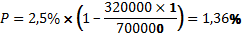 P = 2,5% × (1 - 320000 × 1 / 700000) = 1,36%